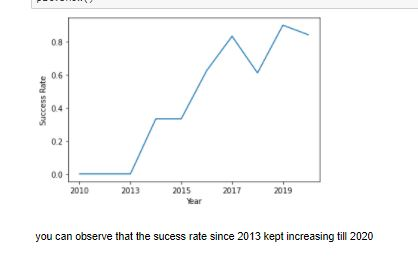 0.8
0.6
0.4
0.2
0.0
Success Rate
2010 2013 2015 2017 2019
Year
you can observe that the sucess rate since 2013 kept increasing till 2020